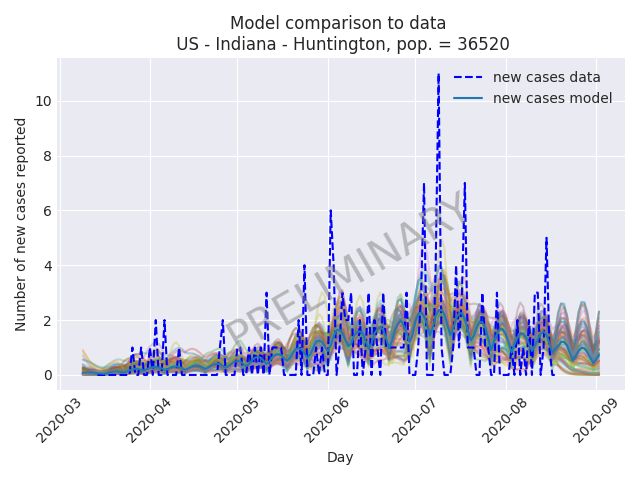 Model comparison to data
US - Indiana - Huntington, pop. = 36520
new cases data
new cases model
Number of new cases reported
10
8
6
4
2
0
PRELIMINARY
2020-03
2020-04
2020-05
2020-06
2020-07
2020-08
2020-09
Day